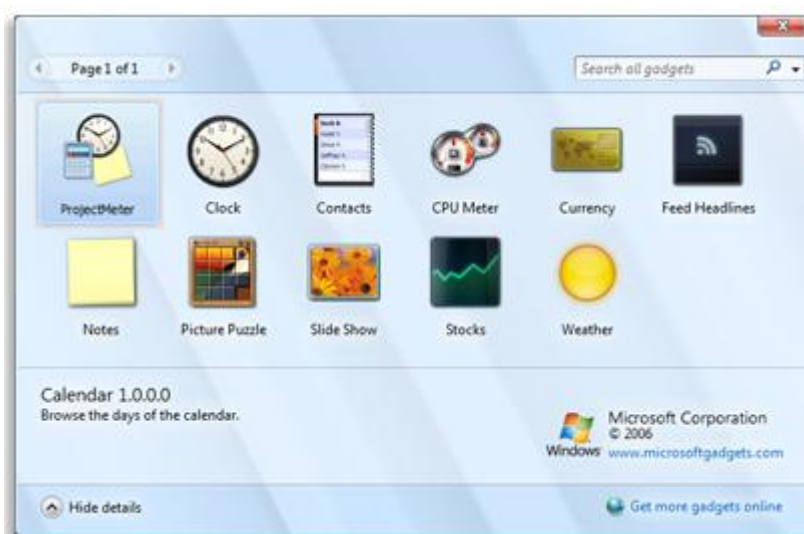 Page 1 of 1
Search all gadgets
ProjectMeter
Clock
Contacts
CPU Meter
Currency
Feed Headlines
Notes
Picture Puzzle
Slide Show
Stocks
Weather
Calendar 1.0.0.0
Browse the days of the calendar.
Microsoft Corporation
© 2006
Windows
www.microsoftgadgets.com
Hide details
Get more gadgets online